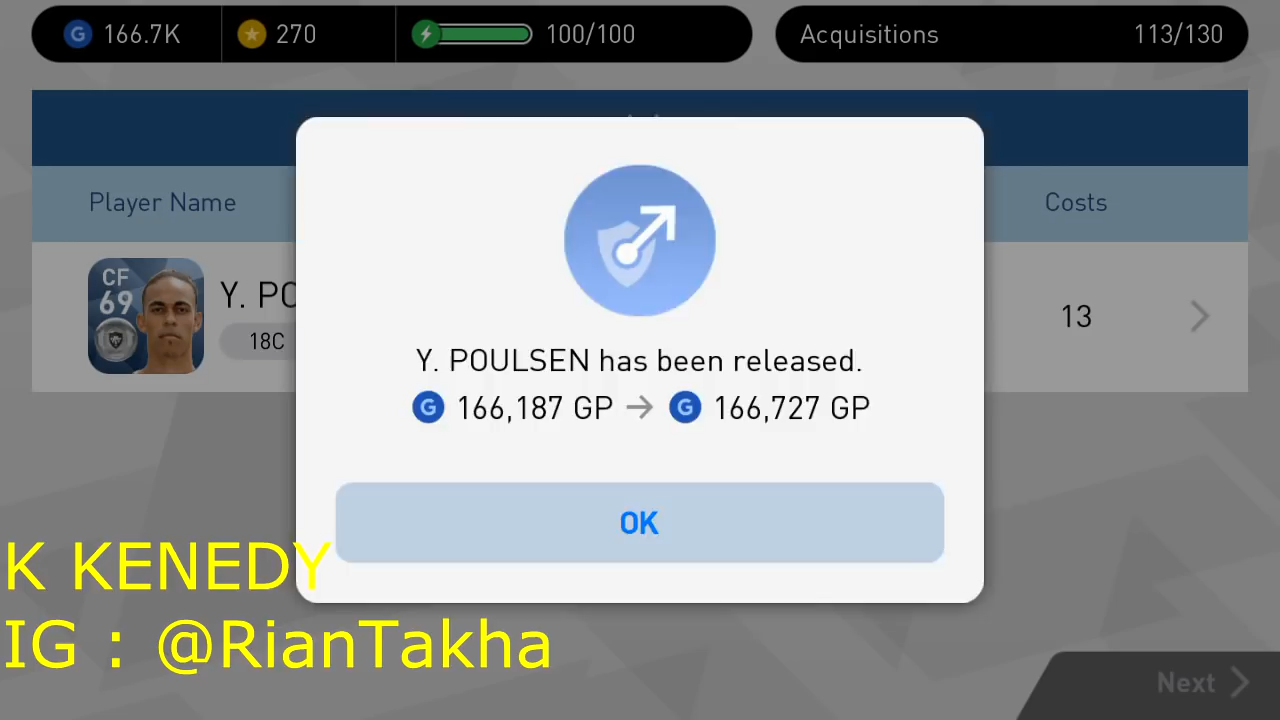 G 166.7K 270 100/100 Acquisitions 113/130
Player Name Costs
CF
69
Y. PO
18C
13
Y. POULSEN has been released.
G 166,187 GP → G 166,727 GP
OK
K KENEDY
IG : @RianTakha
Next